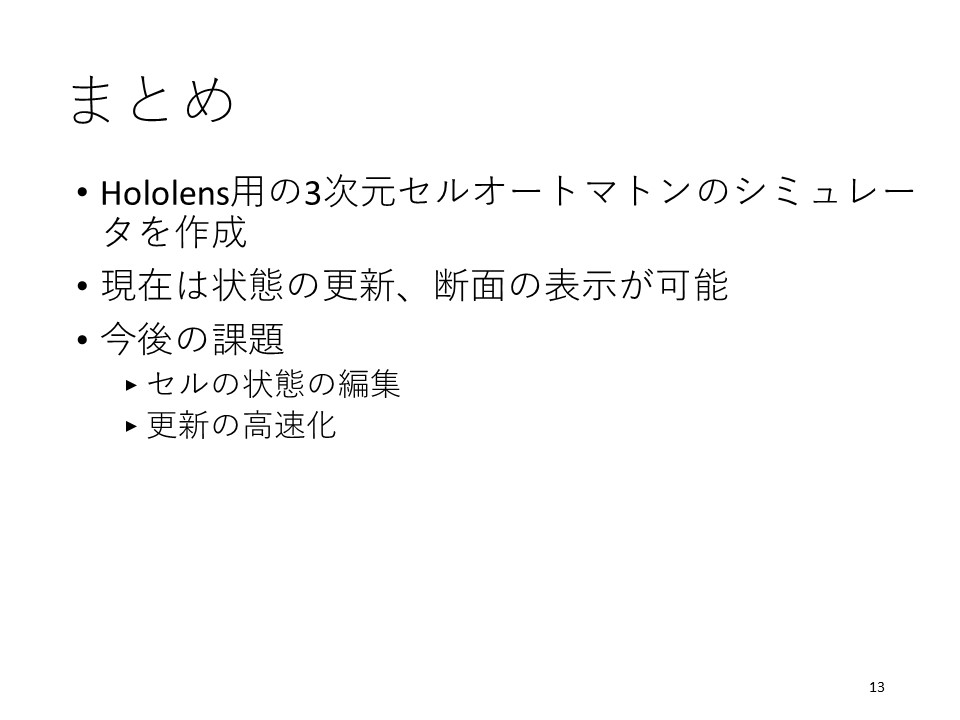 まとめ
• Hololens用の3次元セルオートマトンのシミュレー
タを作成
• 現在は状態の更新、断面の表示が可能
• 今後の課題
▸ セルの状態の編集
▸ 更新の高速化
13